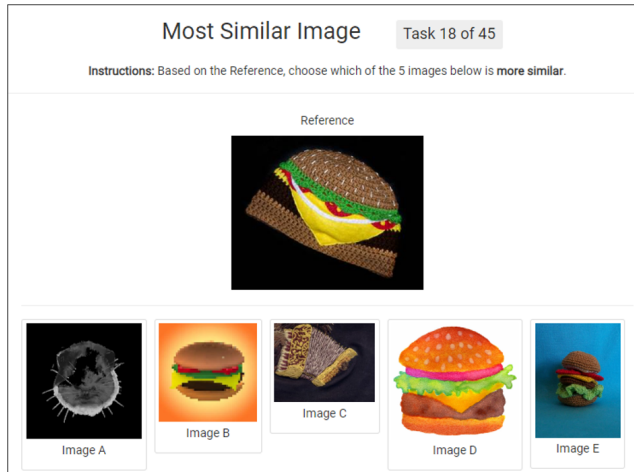 Most Similar Image
Task 18 of 45
Instructions: Based on the Reference, choose which of the 5 images below is more similar.
Reference
Image A
Image B
Image C
Image D
Image E